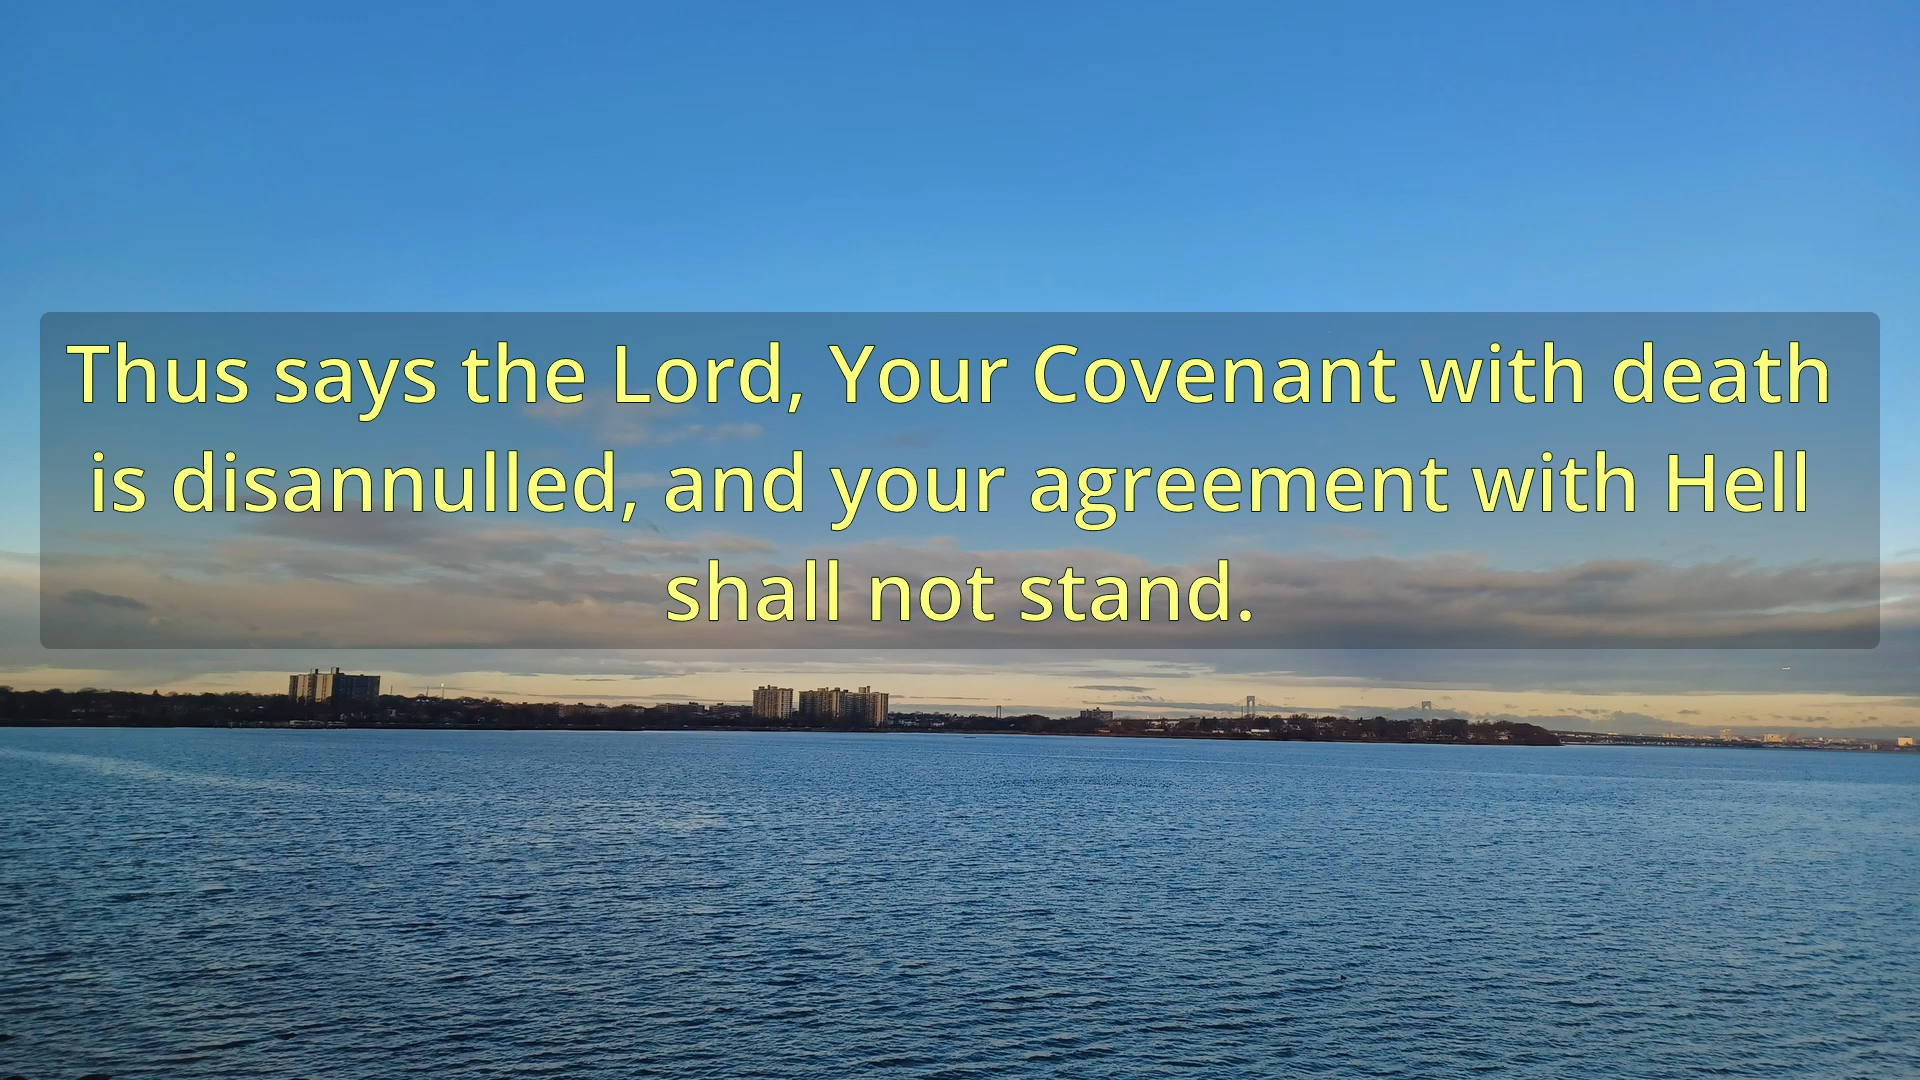 Thus says the Lord, Your Covenant with death
is disannulled, and your agreement with Hell
shall not stand.